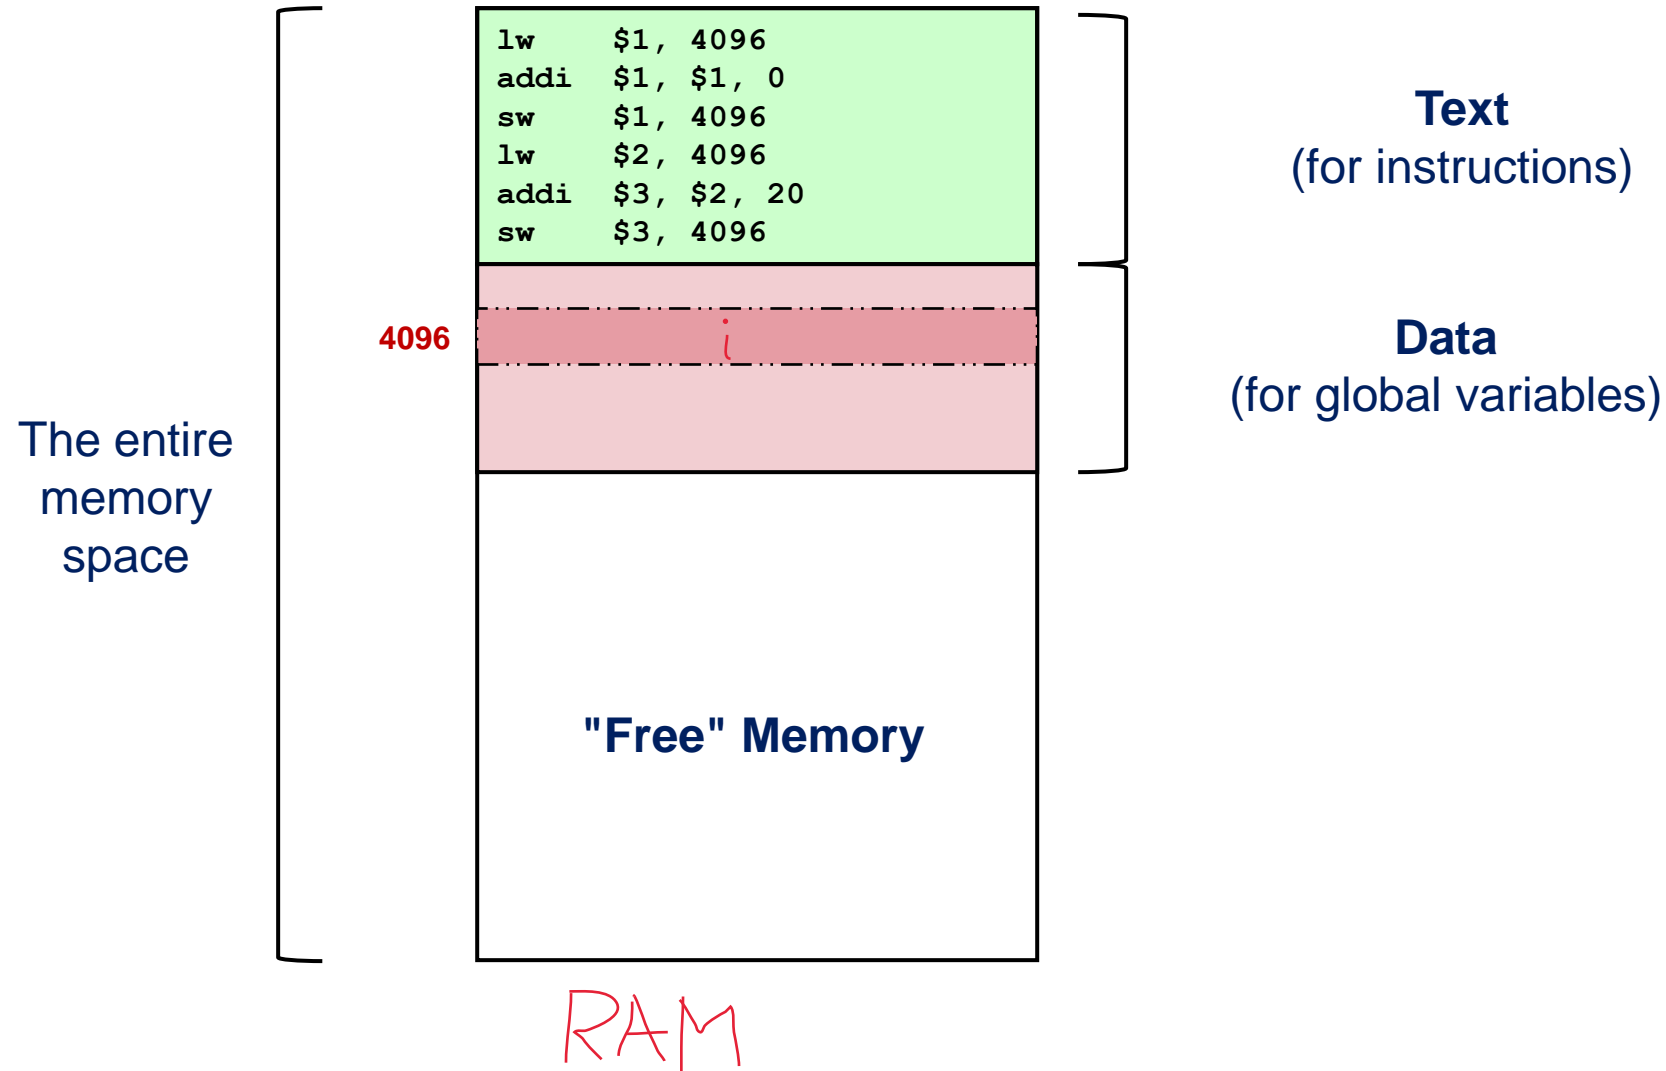 lw $1, 4096
addi $1, $1, 0
sw $1, 4096
lw $2, 4096
addi $3, $2, 20
sw $3, 4096
Text
(for instructions)
4096
i
Data
(for global variables)
The entire
memory
space
"Free" Memory
RAM